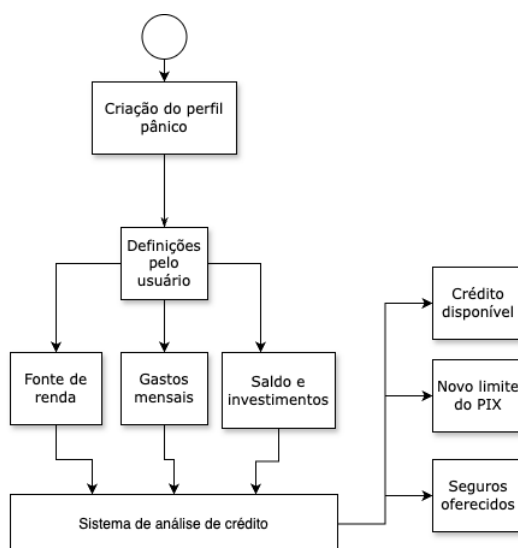 Criação do perfil
pânico
Definições
pelo
usuário
Fonte de
renda
Gastos
mensais
Saldo e
investimentos
Sistema de análise de crédito
Crédito
disponível
Novo limite
do PIX
Seguros
oferecidos